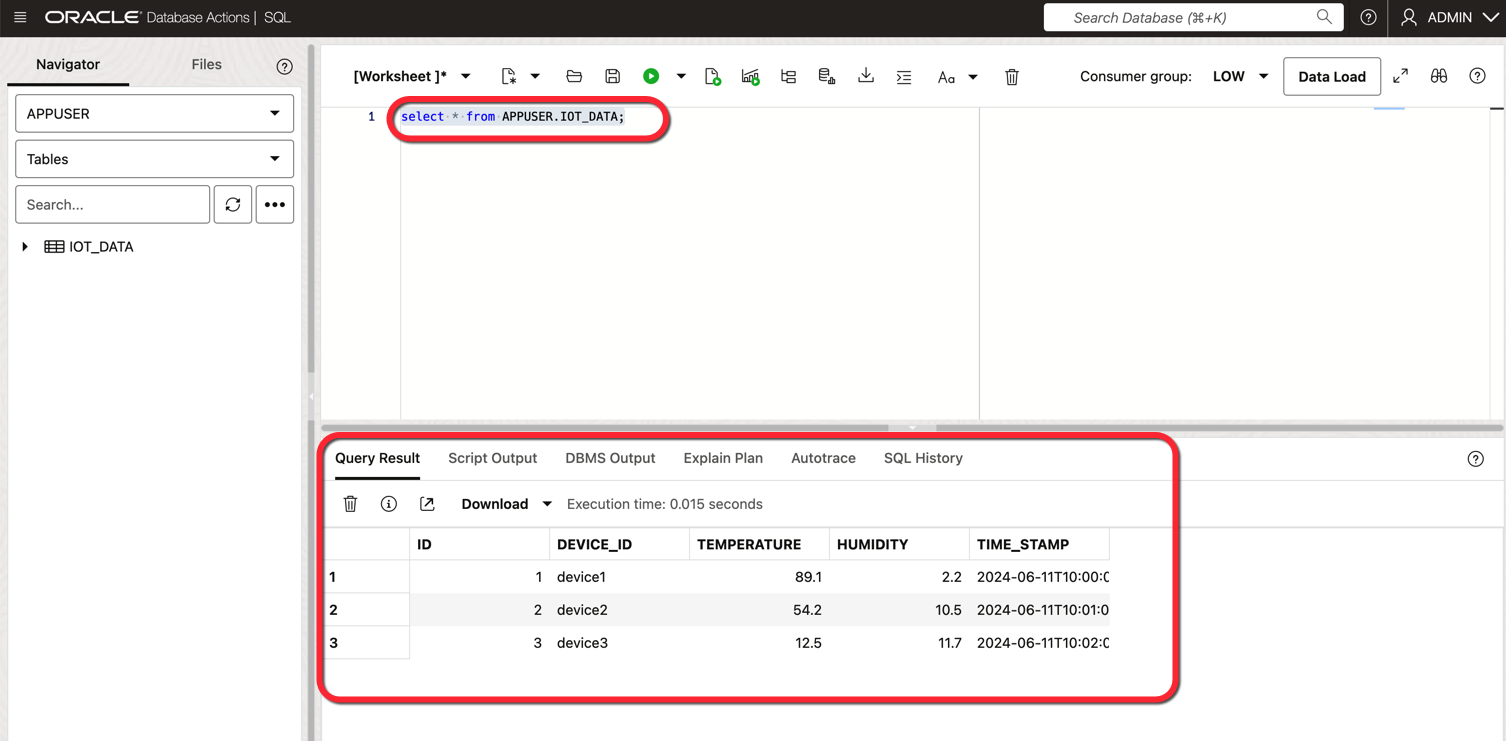 ORACLE Database Actions | SQL
Search Database (⌘+K)
ADMIN
Navigator
Files
APPUSER
Tables
Search...
IOT_DATA
[Worksheet ]*
Aa
Consumer group: LOW
Data Load
1 select * from APPUSER.IOT_DATA;
Query Result Script Output DBMS Output Explain Plan Autotrace SQL History
Download Execution time: 0.015 seconds
ID DEVICE_ID TEMPERATURE HUMIDITY TIME_STAMP
1 1 device1 89.1 2.2 2024-06-11T10:00:0
2 2 device2 54.2 10.5 2024-06-11T10:01:0
3 3 device3 12.5 11.7 2024-06-11T10:02:0